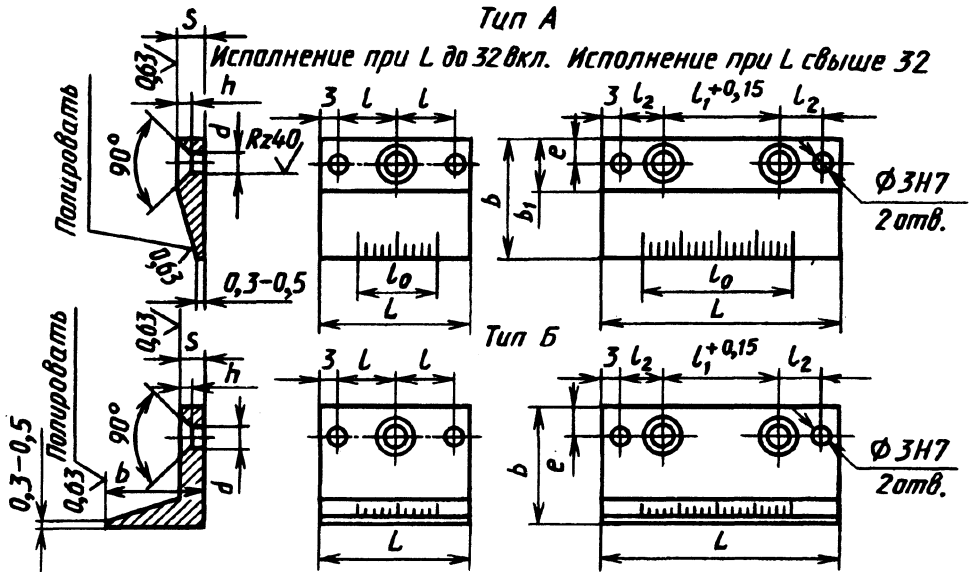 Тип А
Исполнение при L до 32 вкл. Исполнение при L свыше 32
S
0,63
h
d
90°
Полировать
Rz40
0,63
0,3-0,5
3 l l
l₀
L
3 l₂ l₁+0,15 l₂
e
b b₁
Ф 3Н7
2 отв.
l₀
L
Тип Б
0,63
S
h
Полировать
90°
0,3-0,5
0,63
b
d
3 l l
L
3 l₂ l₁+0,15 l₂
b e
Ф 3Н7
2 отв.
L